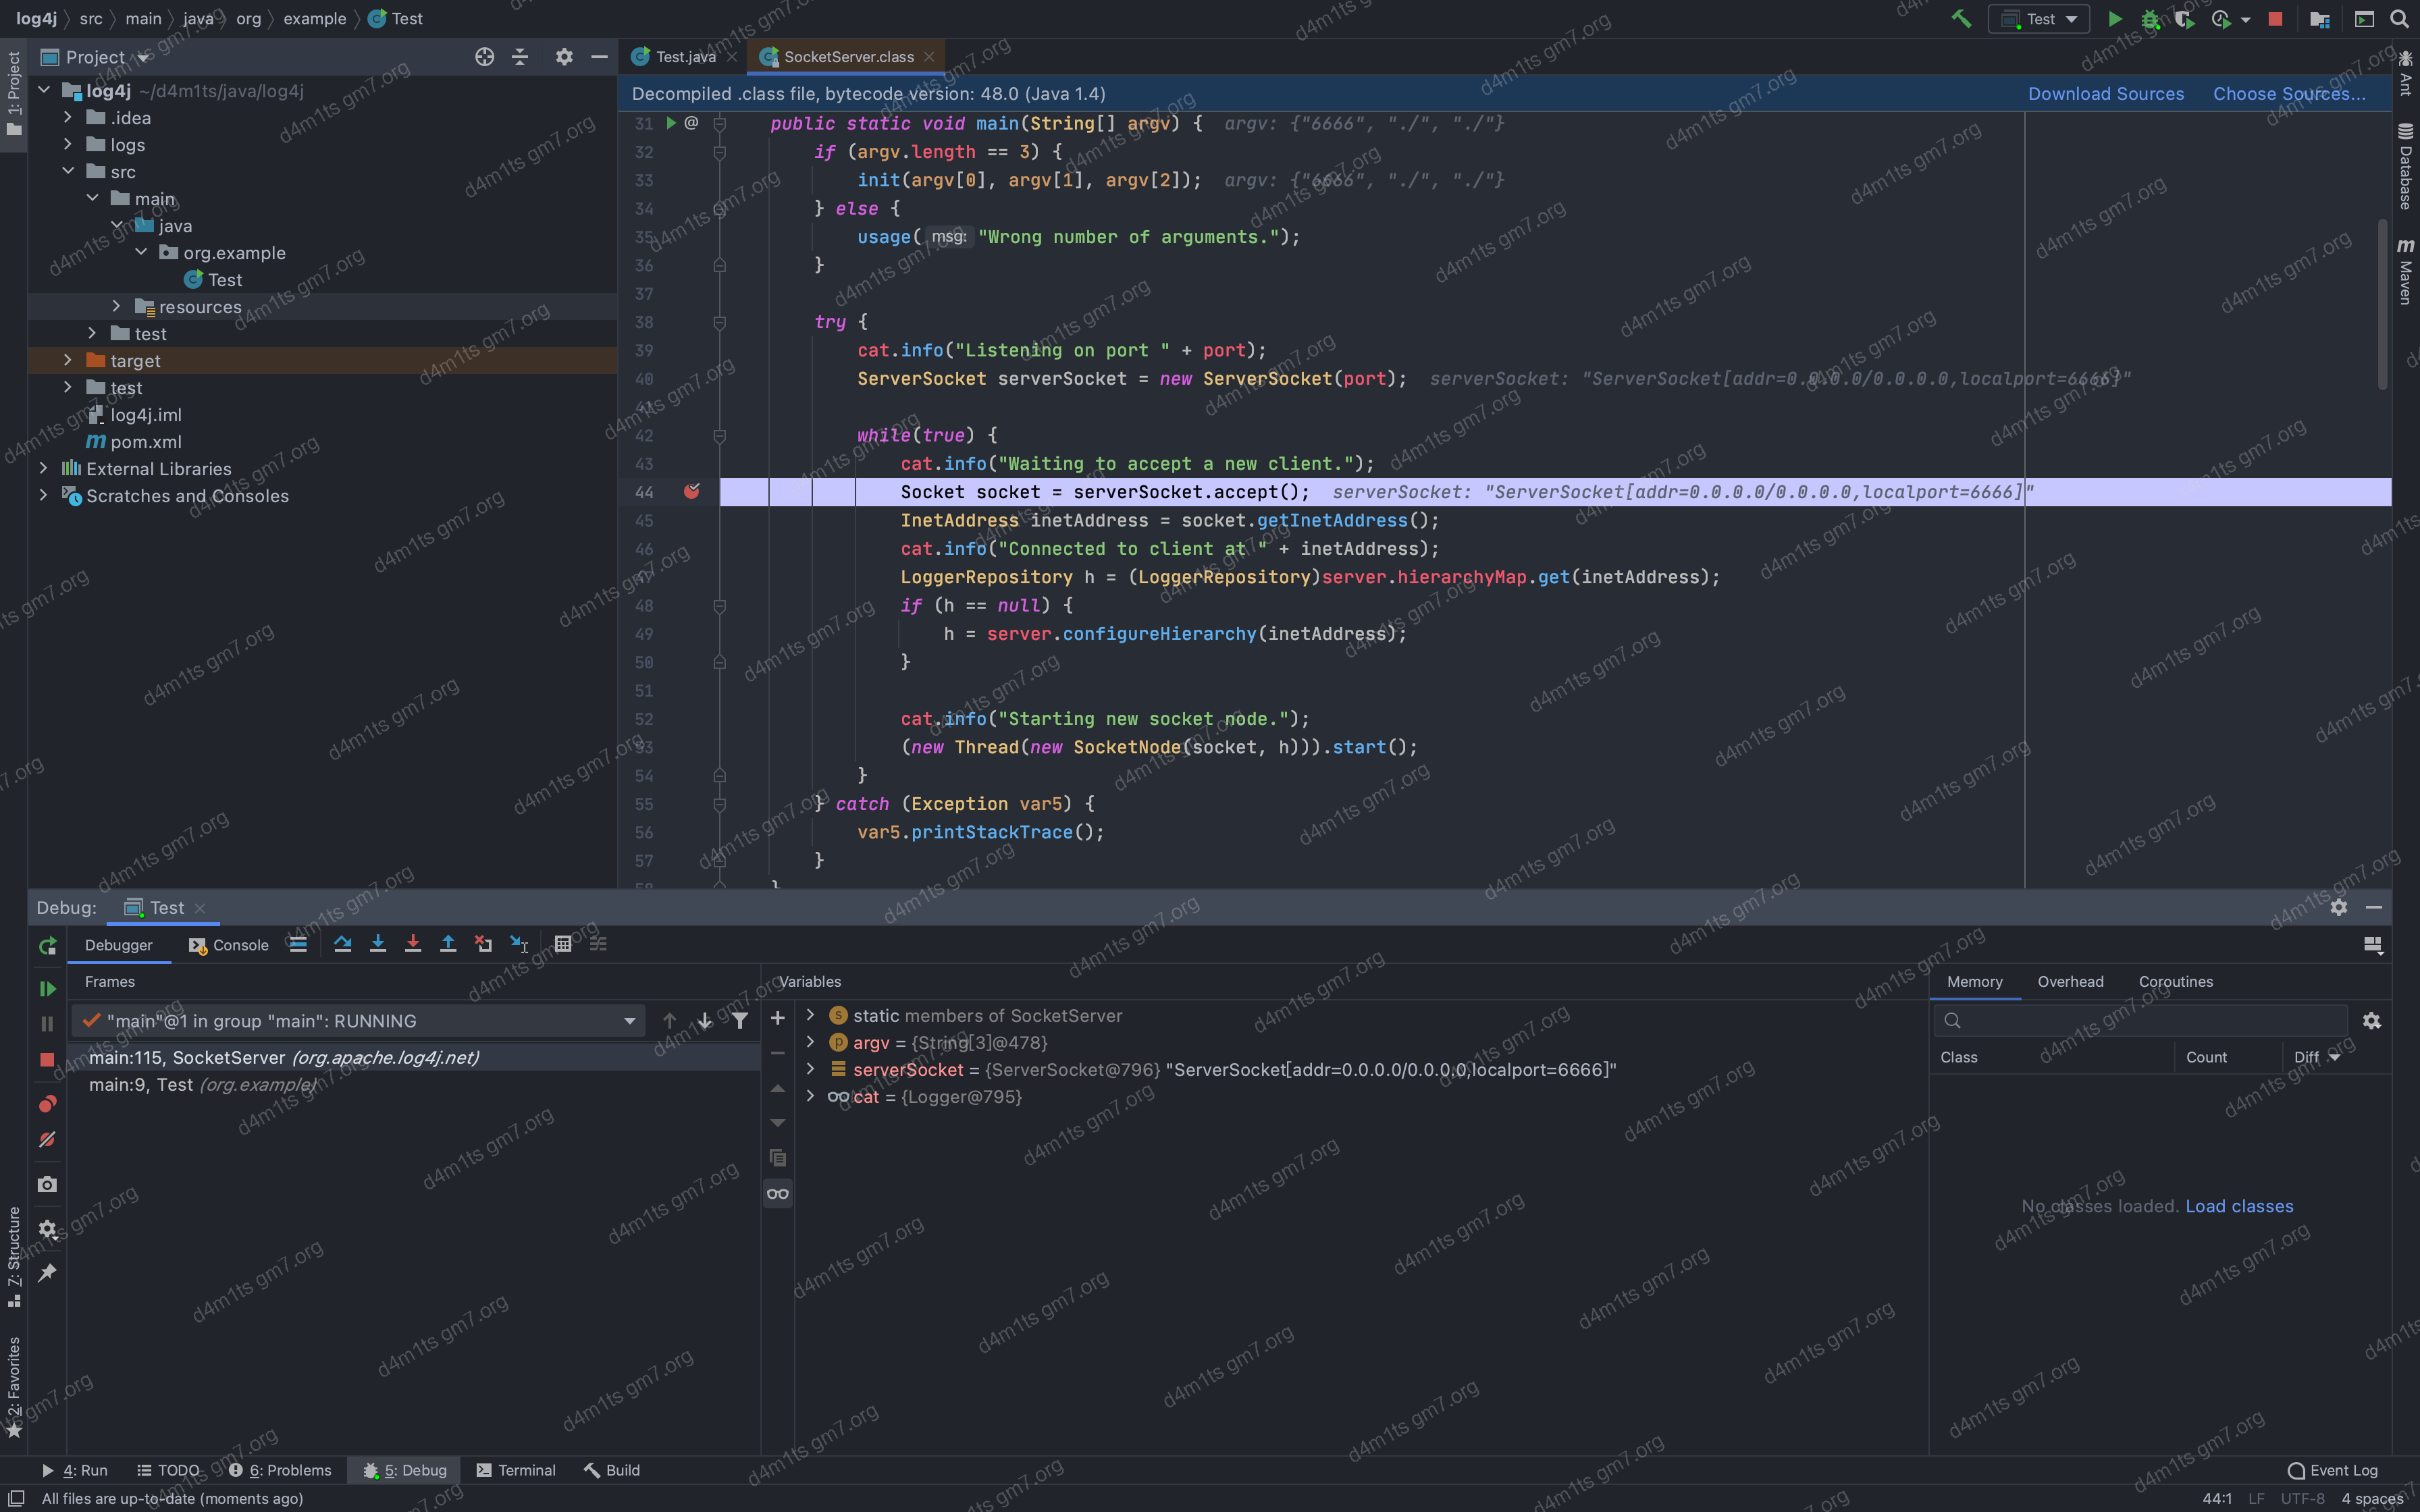 log4j src main java org example Test
Test
1: Project
Project
log4j ~/d4m1ts/java/log4j
.idea
logs
src
main
java
org.example
Test
resources
test
target
test
log4j.iml
pom.xml
External Libraries
Scratches and Consoles
Test.java
SocketServer.class
Decompiled .class file, bytecode version: 48.0 (Java 1.4)
Download Sources Choose Sources...
31 public static void main(String[] argv) { argv: {"6666", "./", "./"}
32 if (argv.length == 3) {
33 init(argv[0], argv[1], argv[2]); argv: {"6666", "./", "./"}
34 } else {
35 usage( msg: "Wrong number of arguments.");
36 }
37
38 try {
39 cat.info("Listening on port " + port);
40 ServerSocket serverSocket = new ServerSocket(port); serverSocket: "ServerSocket[addr=0.0.0.0/0.0.0.0,localport=6666]"
41
42 while(true) {
43 cat.info("Waiting to accept a new client.");
44 Socket socket = serverSocket.accept(); serverSocket: "ServerSocket[addr=0.0.0.0/0.0.0.0,localport=6666]"
45 InetAddress inetAddress = socket.getInetAddress();
46 cat.info("Connected to client at " + inetAddress);
47 LoggerRepository h = (LoggerRepository)server.hierarchyMap.get(inetAddress);
48 if (h == null) {
49 h = server.configureHierarchy(inetAddress);
50 }
51
52 cat.info("Starting new socket node.");
53 (new Thread(new SocketNode(socket, h))).start();
54 }
55 } catch (Exception var5) {
56 var5.printStackTrace();
57 }
58 }
Ant
Database
Maven
Debug: Test
Debugger Console
Frames
"main"@1 in group "main": RUNNING
main:115, SocketServer (org.apache.log4j.net)
main:9, Test (org.example)
Variables
static members of SocketServer
argv = {String[3]@478}
serverSocket = {ServerSocket@796} "ServerSocket[addr=0.0.0.0/0.0.0.0,localport=6666]"
cat = {Logger@795}
Memory Overhead Coroutines
Class Count Diff
No classes loaded. Load classes
7: Structure
2: Favorites
4: Run TODO 6: Problems 5: Debug Terminal Build
Event Log
All files are up-to-date (moments ago)
44:1 LF UTF-8 4 spaces
d4m1ts gm7.org